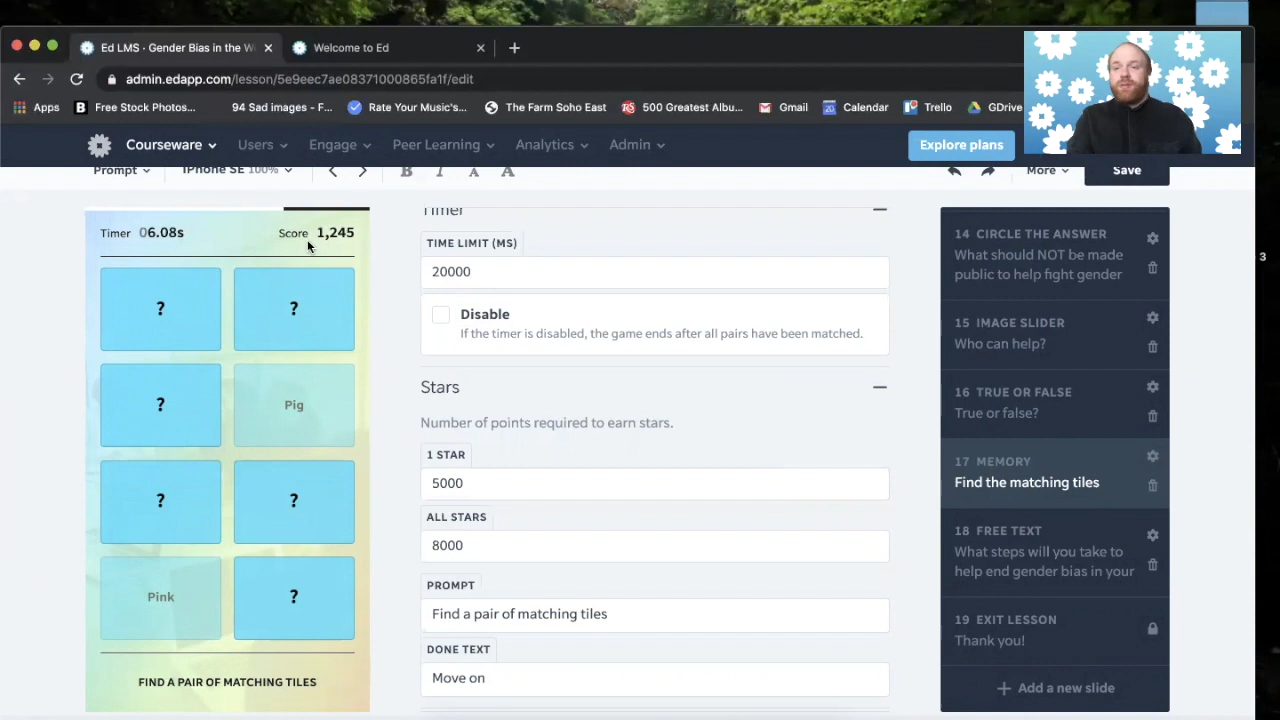 Ed LMS · Gender Bias in the W
Welcome to Ed
Apps
Free Stock Photos...
94 Sad images - F...
Rate Your Music's...
The Farm Soho East
500 Greatest Albu...
Gmail
Calendar
Trello
GDrive
Courseware
Users
Engage
Peer Learning
Analytics
Admin
Explore plans
Prompt
iPhone SE 100%
B I A A
More
Save
Timer 06.08s
Score 1,245
?
?
?
Pig
?
?
Pink
?
FIND A PAIR OF MATCHING TILES
Timer
TIME LIMIT (MS)
20000
Disable
If the timer is disabled, the game ends after all pairs have been matched.
Stars
Number of points required to earn stars.
1 STAR
5000
ALL STARS
8000
PROMPT
Find a pair of matching tiles
DONE TEXT
Move on
14 CIRCLE THE ANSWER
What should NOT be made
public to help fight gender
15 IMAGE SLIDER
Who can help?
16 TRUE OR FALSE
True or false?
17 MEMORY
Find the matching tiles
18 FREE TEXT
What steps will you take to
help end gender bias in your
19 EXIT LESSON
Thank you!
Add a new slide
3